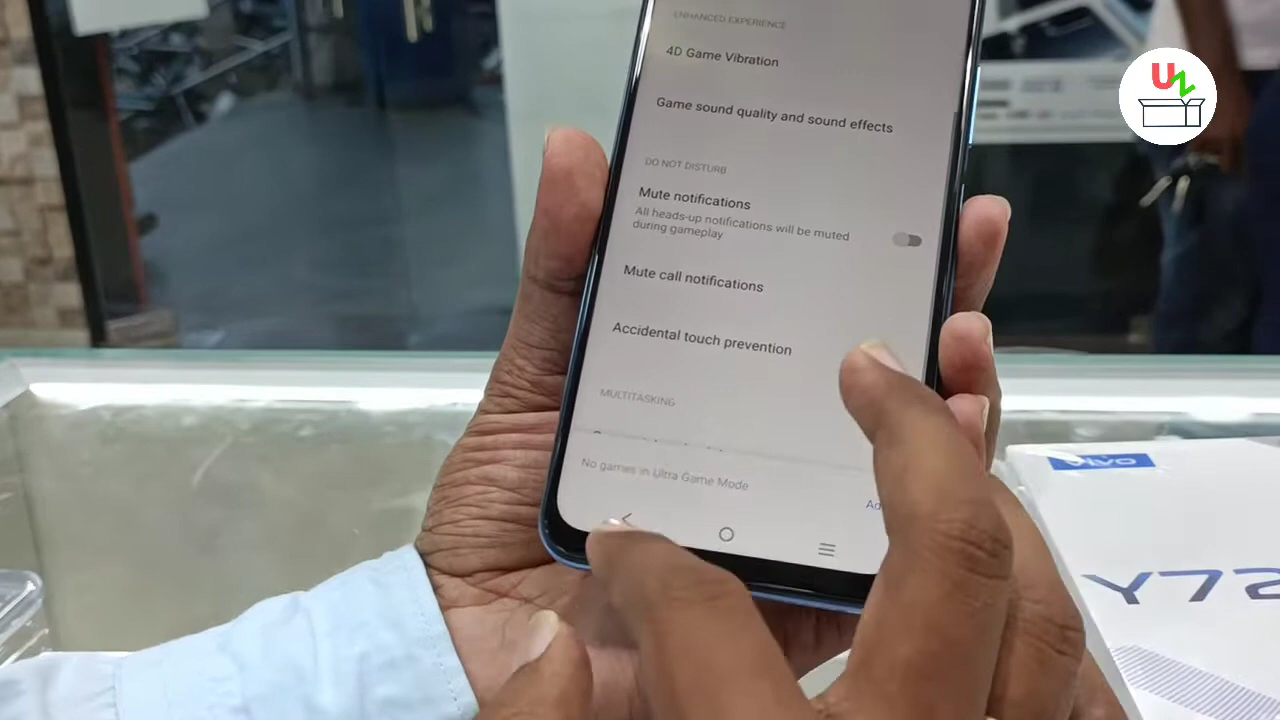 ENHANCED EXPERIENCE
4D Game Vibration
Game sound quality and sound effects
DO NOT DISTURB
Mute notifications
All heads-up notifications will be muted
during gameplay
Mute call notifications
Accidental touch prevention
MULTITASKING
No games in Ultra Game Mode
Ad
vivo
Y72
U